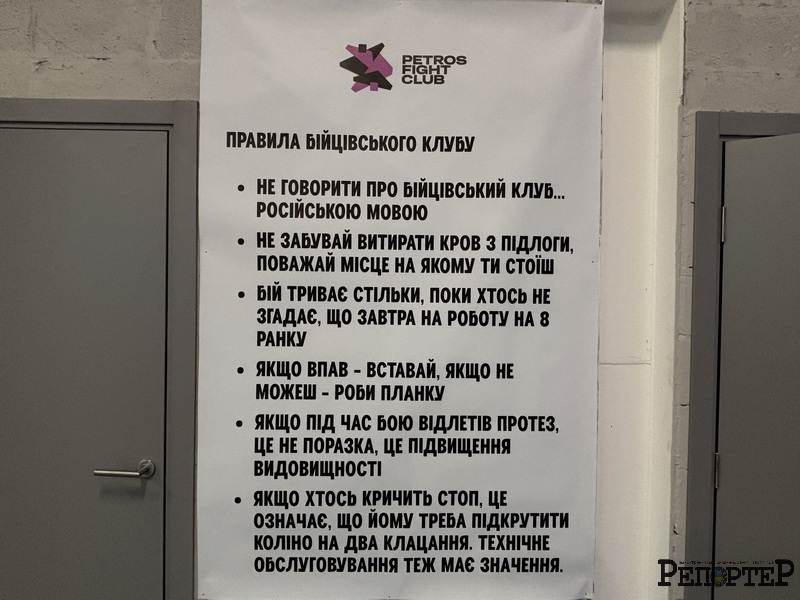 PETROS
FIGHT
CLUB
ПРАВИЛА БІЙЦІВСЬКОГО КЛУБУ
• НЕ ГОВОРИТИ ПРО БІЙЦІВСЬКИЙ КЛУБ...
РОСІЙСЬКОЮ МОВОЮ
• НЕ ЗАБУВАЙ ВИТИРАТИ КРОВ З ПІДЛОГИ,
ПОВАЖАЙ МІСЦЕ НА ЯКОМУ ТИ СТОЇШ
• БІЙ ТРИВАЄ СТІЛЬКИ, ПОКИ ХТОСЬ НЕ
ЗГАДАЄ, ЩО ЗАВТРА НА РОБОТУ НА 8
РАНКУ
• ЯКЩО ВПАВ - ВСТАВАЙ, ЯКЩО НЕ
МОЖЕШ - РОБИ ПЛАНКУ
• ЯКЩО ПІД ЧАС БОЮ ВІДЛЕТІВ ПРОТЕЗ,
ЦЕ НЕ ПОРАЗКА, ЦЕ ПІДВИЩЕННЯ
ВИДОВИЩНОСТІ
• ЯКЩО ХТОСЬ КРИЧИТЬ СТОП, ЦЕ
ОЗНАЧАЄ, ЩО ЙОМУ ТРЕБА ПІДКРУТИТИ
КОЛІНО НА ДВА КЛАЦАННЯ. ТЕХНІЧНЕ
ОБСЛУГОВУВАННЯ ТЕЖ МАЄ ЗНАЧЕННЯ.
РЕПОРТЕР